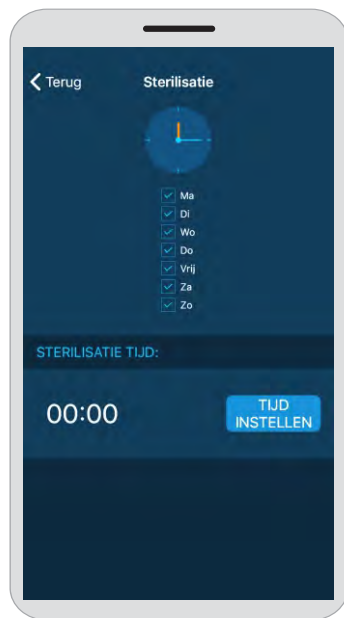 Terug
Sterilisatie
Ma
Di
Wo
Do
Vrij
Za
Zo
STERILISATIE TIJD:
00:00
TIJD
INSTELLEN